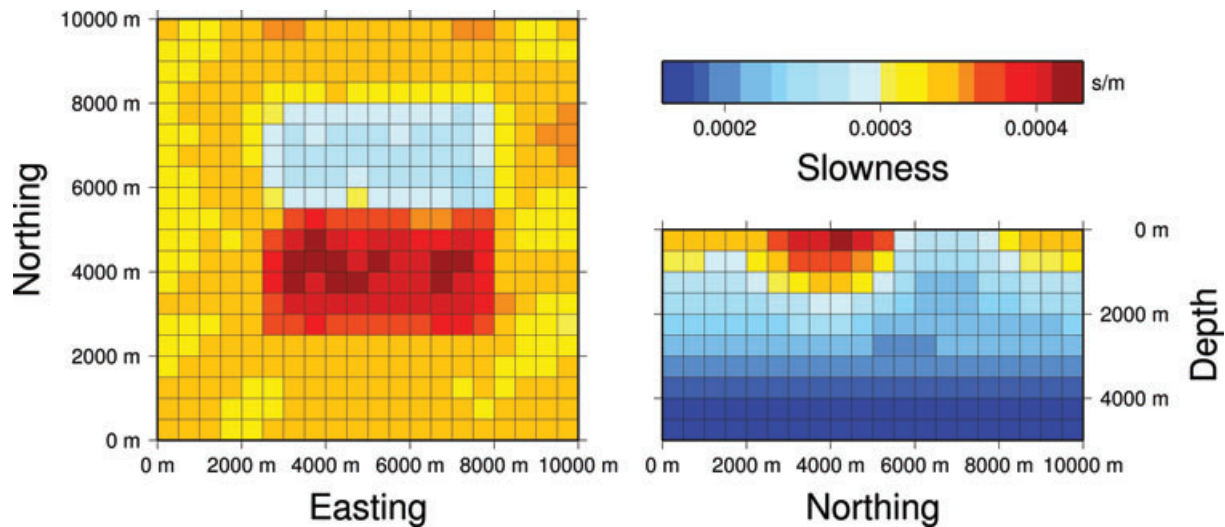 10000 m
8000 m
6000 m
4000 m
2000 m
0 m
Northing
0 m 2000 m 4000 m 6000 m 8000 m 10000 m
Easting
s/m
0.0002 0.0003 0.0004
Slowness
0 m
2000 m
4000 m
Depth
0 m 2000 m 4000 m 6000 m 8000 m 10000 m
Northing